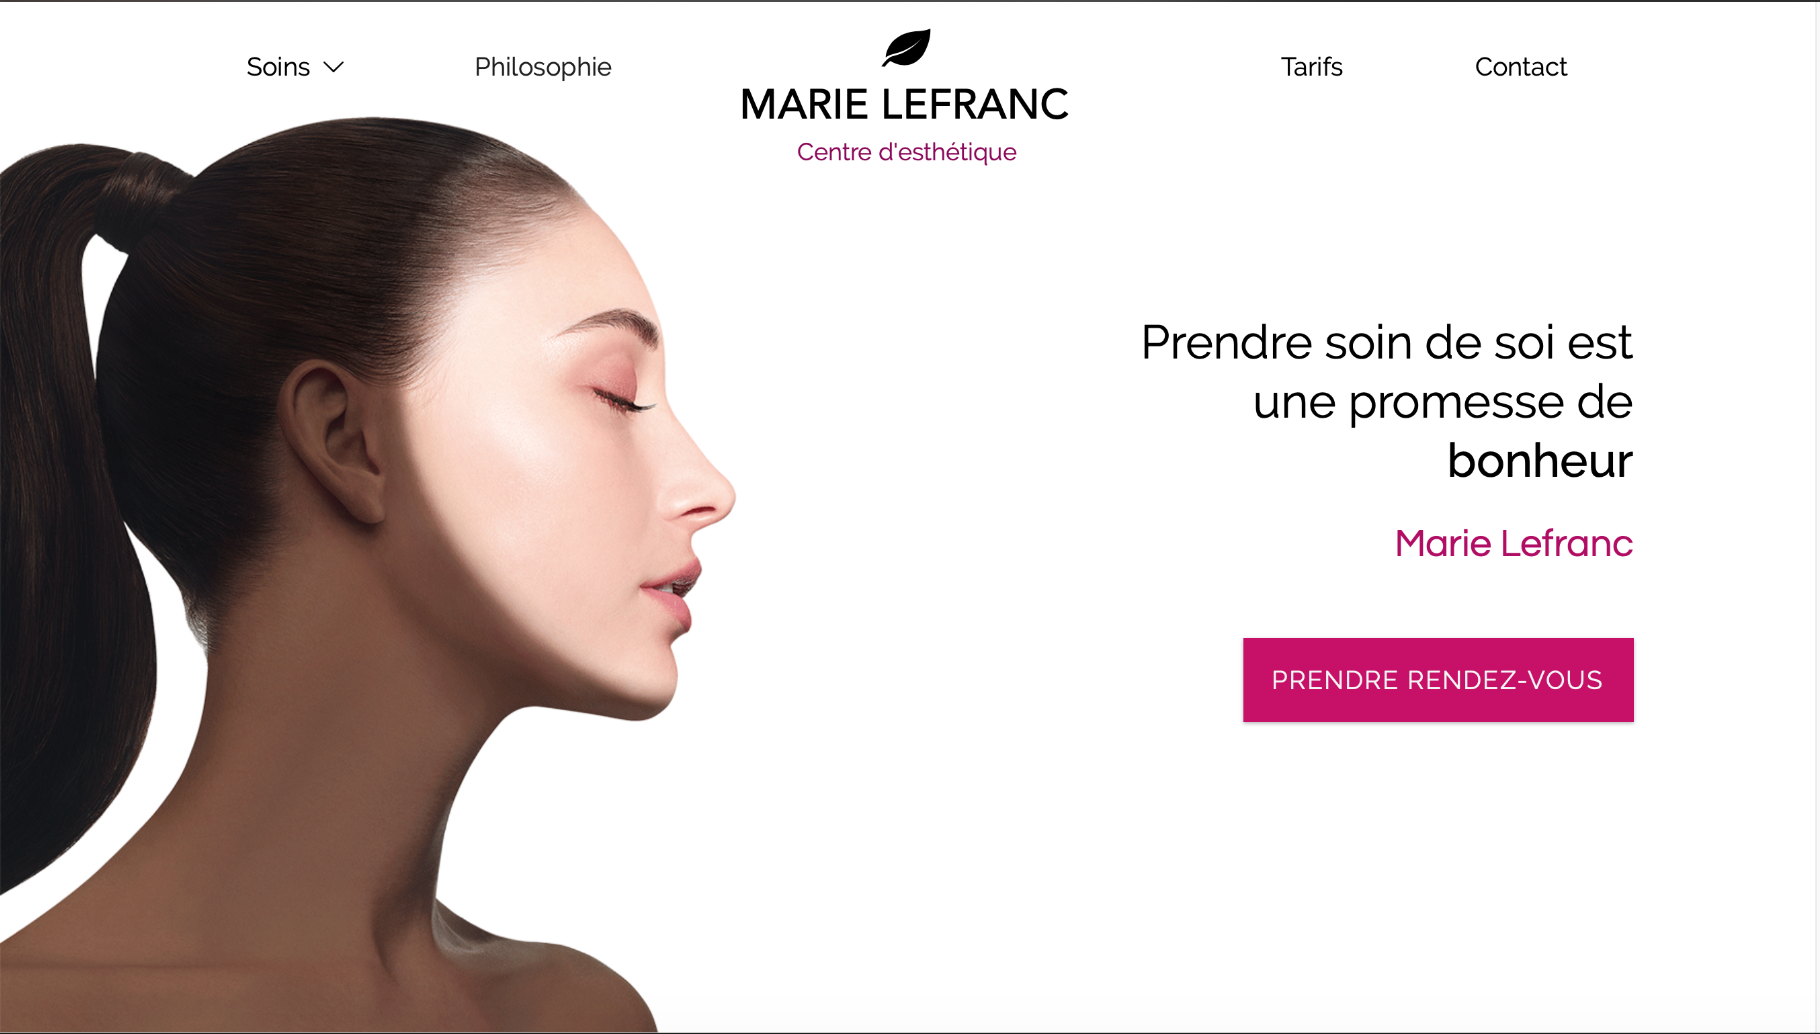 Soins
Philosophie
MARIE LEFRANC
Centre d'esthétique
Tarifs
Contact
Prendre soin de soi est
une promesse de
bonheur
Marie Lefranc
PRENDRE RENDEZ-VOUS